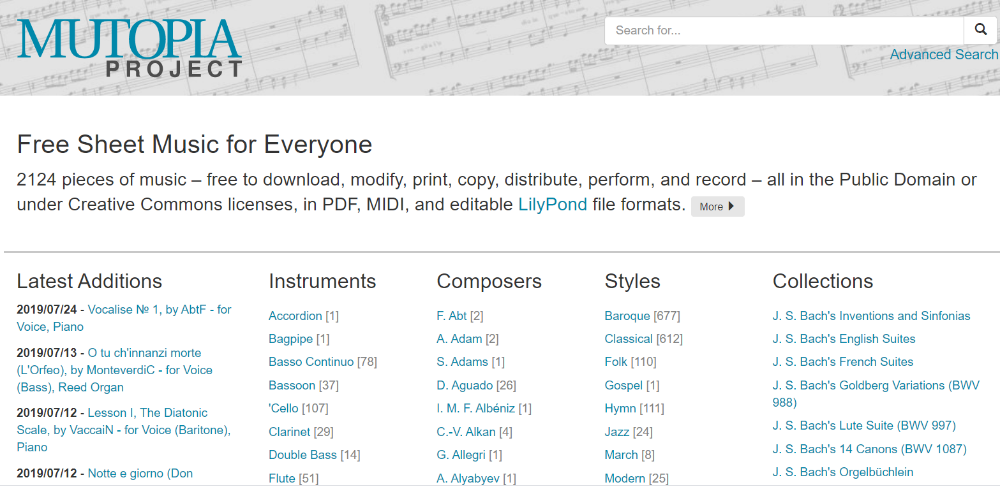 MUTOPIA
PROJECT
Search for...
Advanced Search
Free Sheet Music for Everyone
2124 pieces of music – free to download, modify, print, copy, distribute, perform, and record – all in the Public Domain or
under Creative Commons licenses, in PDF, MIDI, and editable LilyPond file formats. More
Latest Additions
2019/07/24 - Vocalise № 1, by AbtF - for
Voice, Piano
2019/07/13 - O tu ch'innanzi morte
(L'Orfeo), by MonteverdiC - for Voice
(Bass), Reed Organ
2019/07/12 - Lesson I, The Diatonic
Scale, by VaccaiN - for Voice (Baritone),
Piano
2019/07/12 - Notte e giorno (Don
Instruments
Accordion [1]
Bagpipe [1]
Basso Continuo [78]
Bassoon [37]
'Cello [107]
Clarinet [29]
Double Bass [14]
Flute [51]
Composers
F. Abt [2]
A. Adam [2]
S. Adams [1]
D. Aguado [26]
I. M. F. Albéniz [1]
C.-V. Alkan [4]
G. Allegri [1]
A. Alyabyev [1]
Styles
Baroque [677]
Classical [612]
Folk [110]
Gospel [1]
Hymn [111]
Jazz [24]
March [8]
Modern [25]
Collections
J. S. Bach's Inventions and Sinfonias
J. S. Bach's English Suites
J. S. Bach's French Suites
J. S. Bach's Goldberg Variations (BWV
988)
J. S. Bach's Lute Suite (BWV 997)
J. S. Bach's 14 Canons (BWV 1087)
J. S. Bach's Orgelbüchlein